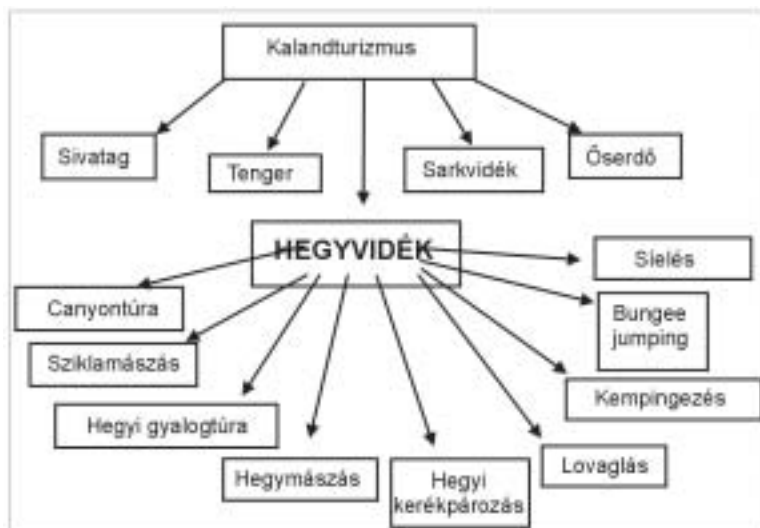 Kalandturizmus
Sivatag
Tenger
Sarkvidék
Őserdő
HEGYVIDÉK
Síelés
Canyontúra
Bungee
jumping
Sziklamászás
Kempingezés
Hegyi gyalogtúra
Hegymászás
Hegyi
kerékpározás
Lovaglás